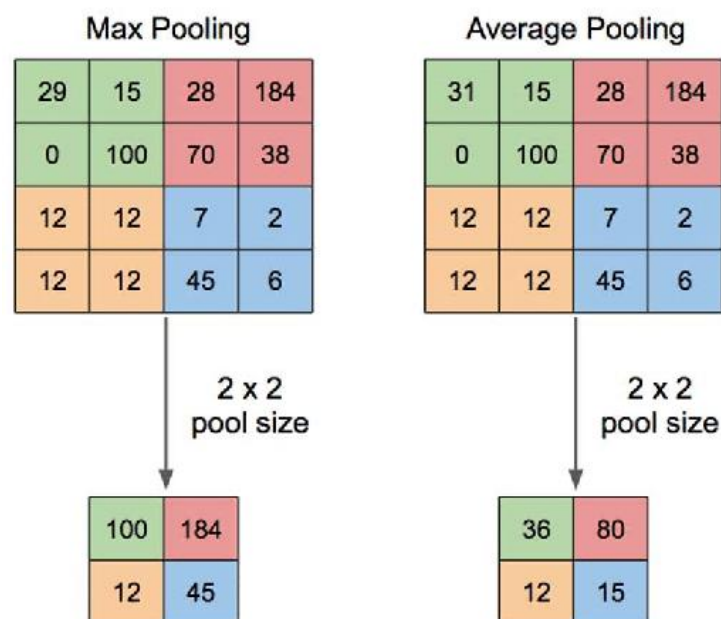 Max Pooling
29 15 28 184
0 100 70 38
12 12 7 2
12 12 45 6
2 x 2
pool size
100 184
12 45
Average Pooling
31 15 28 184
0 100 70 38
12 12 7 2
12 12 45 6
2 x 2
pool size
36 80
12 15